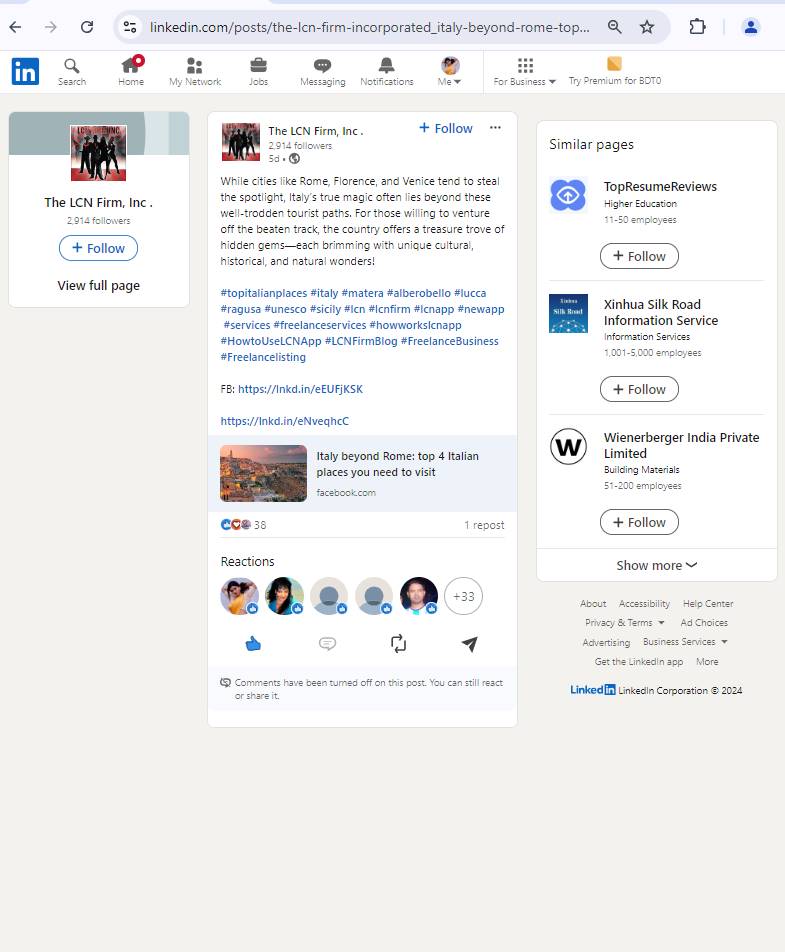 linkedin.com/posts/the-lcn-firm-incorporated_italy-beyond-rome-top...
in
Search
Home
My Network
Jobs
Messaging
Notifications
Me
For Business
Try Premium for BDT0
The LCN Firm, Inc .
2,914 followers
+ Follow
View full page
The LCN Firm, Inc .
2,914 followers
5d •
+ Follow
While cities like Rome, Florence, and Venice tend to steal
the spotlight, Italy’s true magic often lies beyond these
well-trodden tourist paths. For those willing to venture
off the beaten track, the country offers a treasure trove of
hidden gems—each brimming with unique cultural,
historical, and natural wonders!
#topitalianplaces #italy #matera #alberobello #lucca
#ragusa #unesco #sicily #lcn #lcnfirm #lcnapp #newapp
#services #freelanceservices #howworkslcnapp
#HowtoUseLCNApp #LCNFirmBlog #FreelanceBusiness
#Freelancelisting
FB: https://lnkd.in/eEUFjKSK
https://lnkd.in/eNveqhcC
Italy beyond Rome: top 4 Italian
places you need to visit
facebook.com
38
1 repost
Reactions
+33
Comments have been turned off on this post. You can still react
or share it.
Similar pages
TopResumeReviews
Higher Education
11-50 employees
+ Follow
Xinhua
Silk Road
Xinhua Silk Road
Information Service
Information Services
1,001-5,000 employees
+ Follow
W
Wienerberger India Private
Limited
Building Materials
51-200 employees
+ Follow
Show more
About Accessibility Help Center
Privacy & Terms Ad Choices
Advertising Business Services
Get the LinkedIn app More
LinkedIn LinkedIn Corporation © 2024